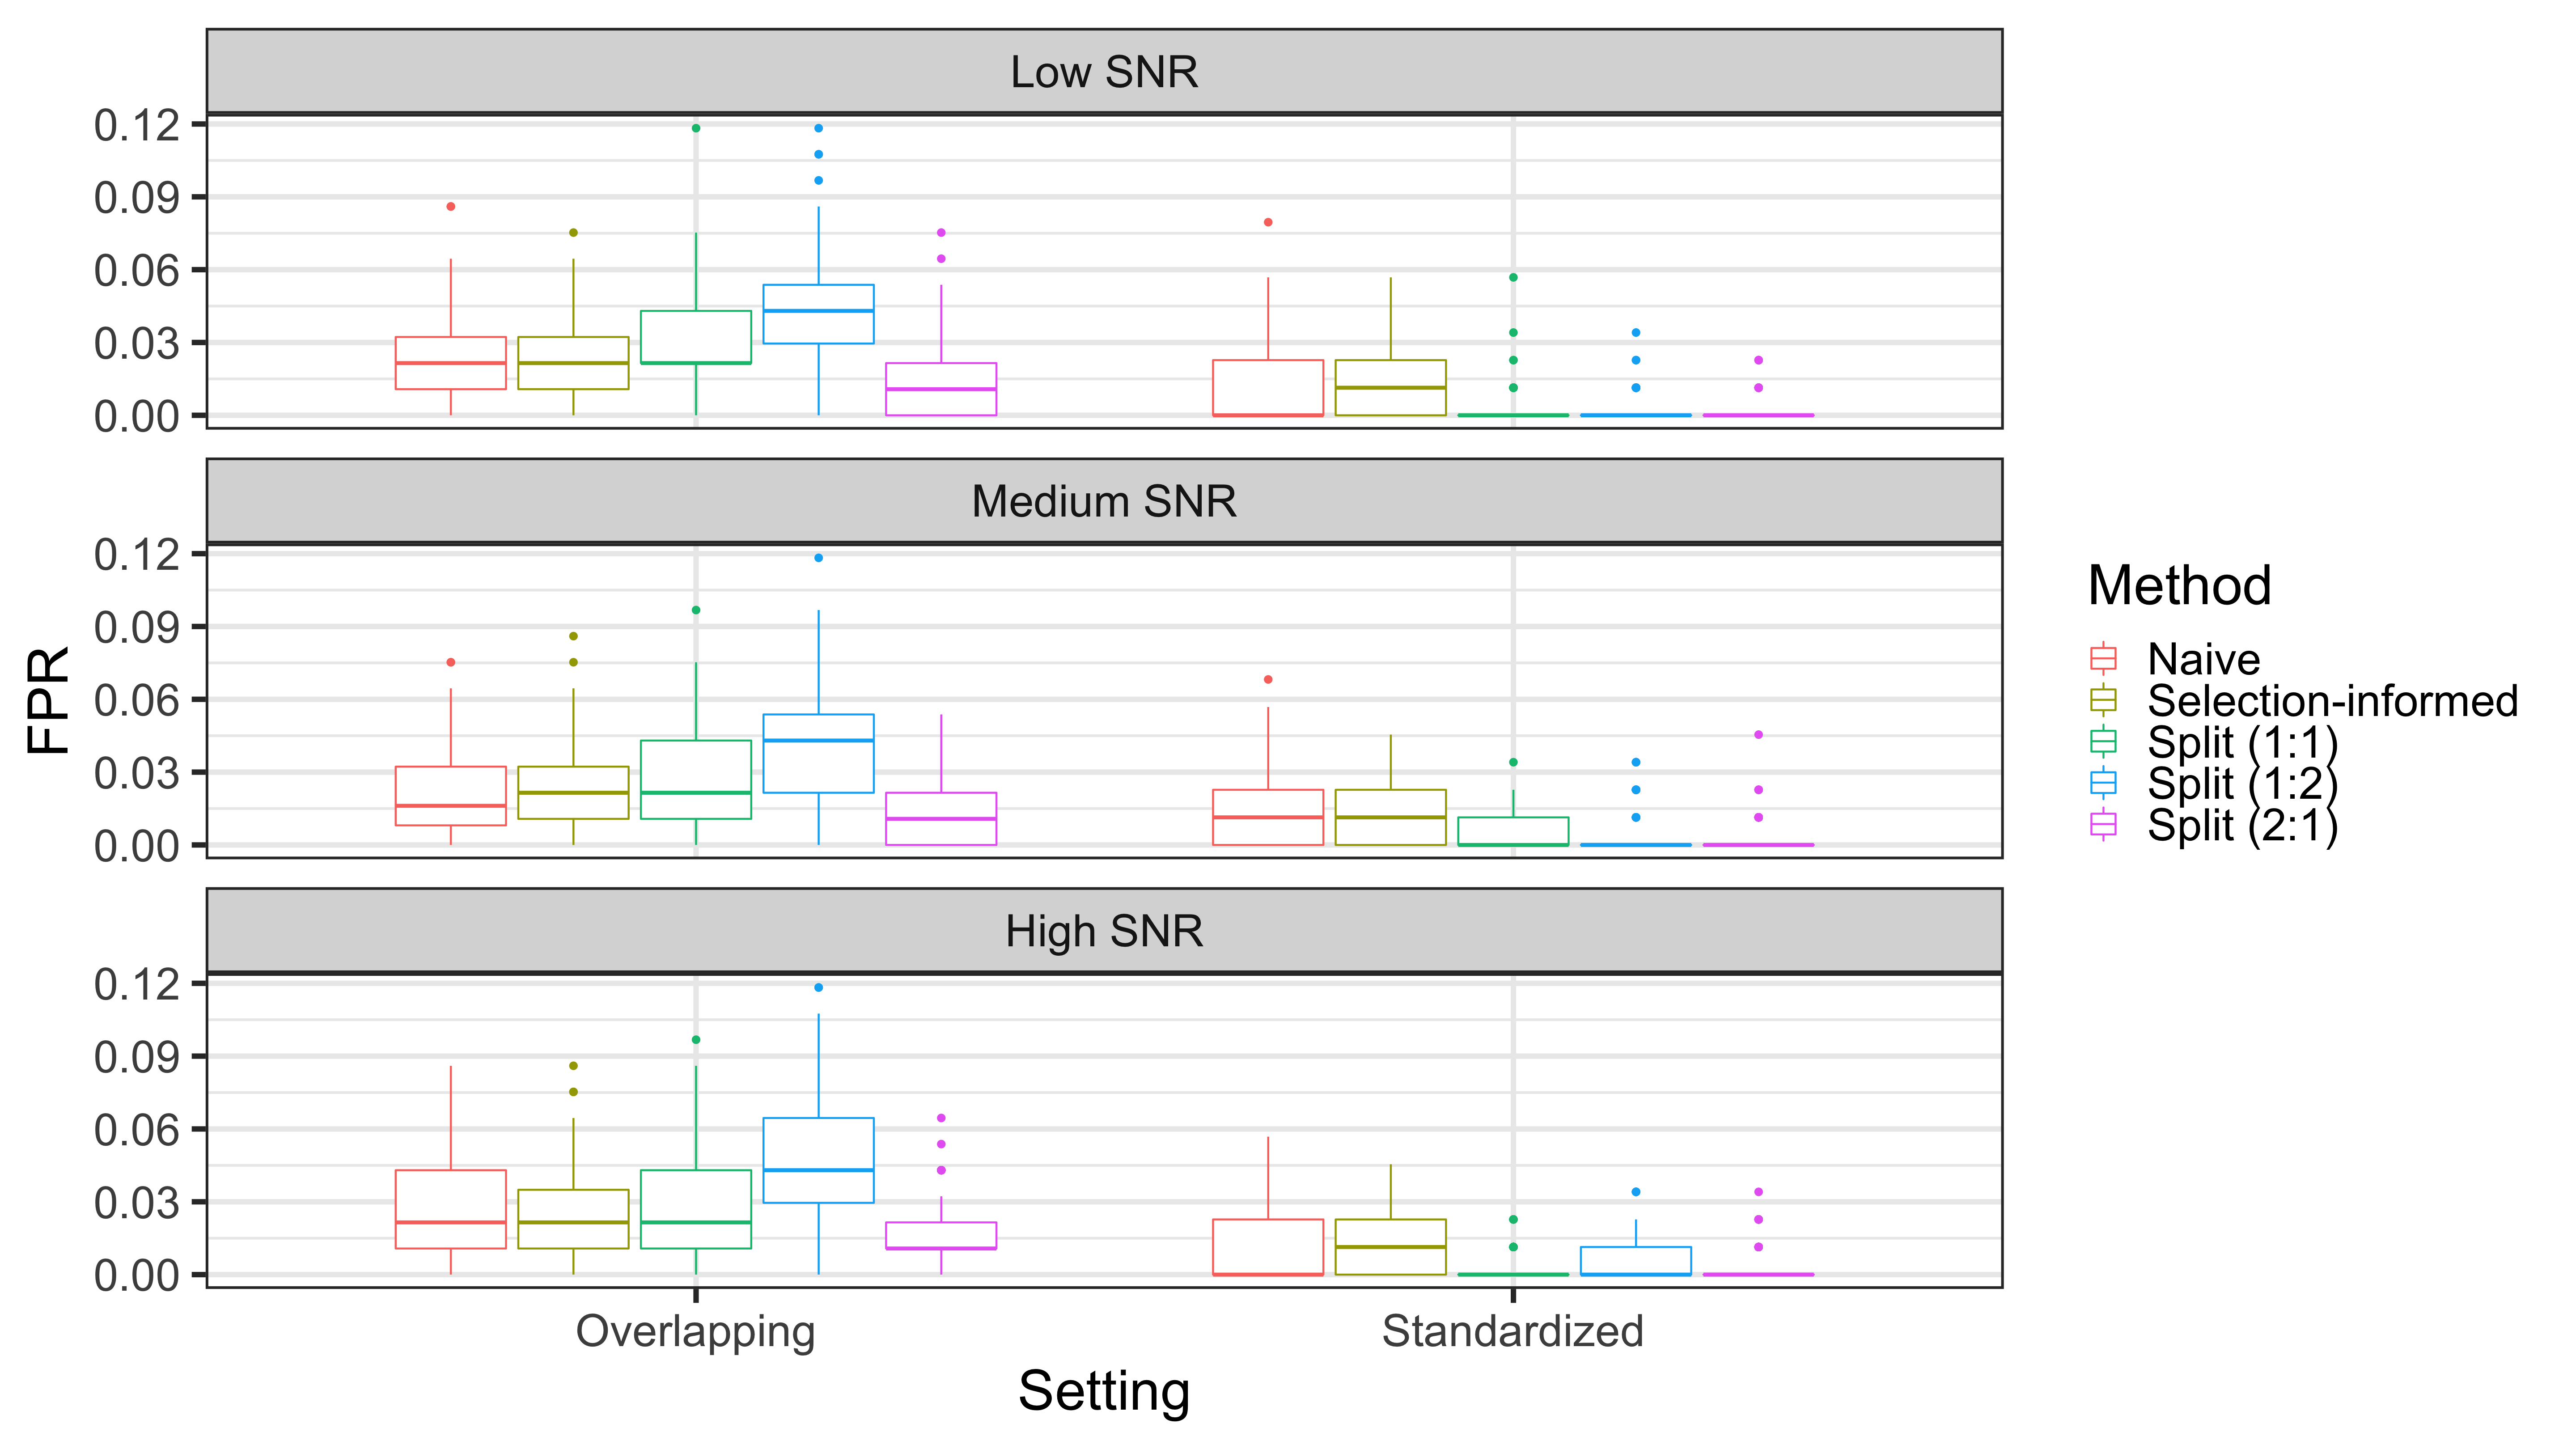 Low SNR
0.12
0.09
0.06
0.03
0.00
Medium SNR
0.12
0.09
0.06
0.03
0.00
High SNR
0.12
0.09
0.06
0.03
0.00
FPR
Overlapping
Standardized
Setting
Method
Naive
Selection-informed
Split (1:1)
Split (1:2)
Split (2:1)